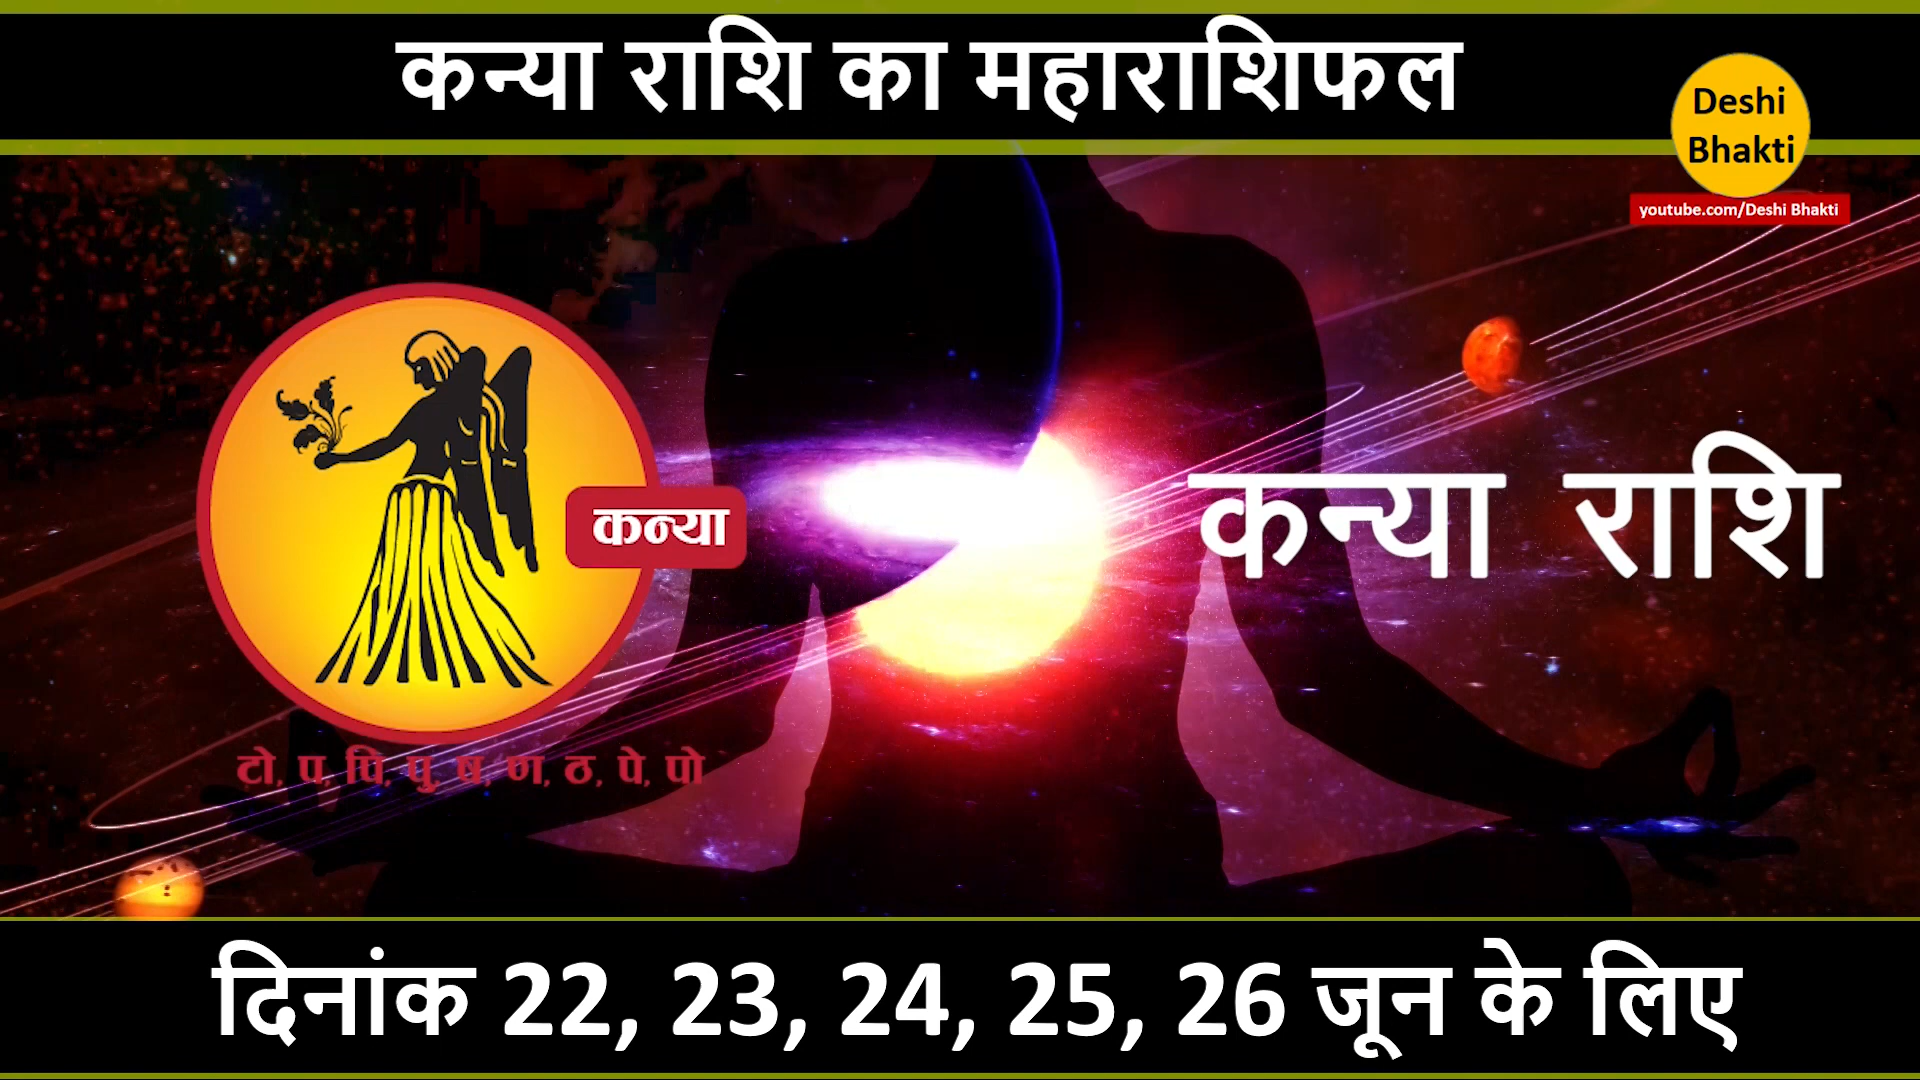 कन्या राशि का महाराशिफल
Deshi
Bhakti
youtube.com/Deshi Bhakti
कन्या
कन्या राशि
टो, प, पि, पु, ष, ण, ठ, पे, पो
दिनांक 22, 23, 24, 25, 26 जून के लिए